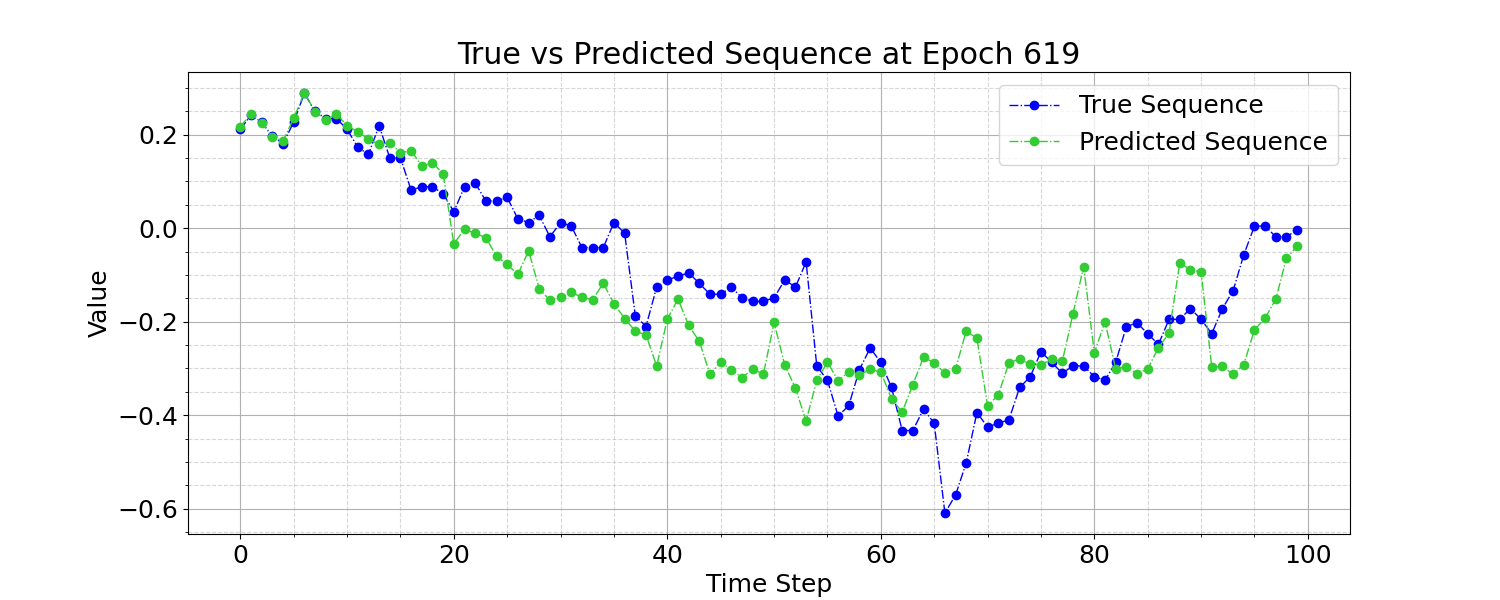 True vs Predicted Sequence at Epoch 619
True Sequence
Predicted Sequence
Value
0.2
0.0
−0.2
−0.4
−0.6
0 20 40 60 80 100
Time Step